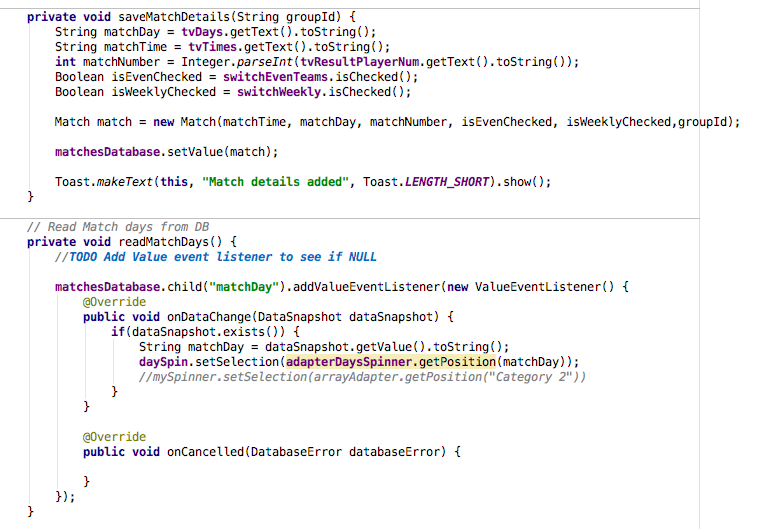 private void saveMatchDetails(String groupId) {
    String matchDay = tvDays.getText().toString();
    String matchTime = tvTimes.getText().toString();
    int matchNumber = Integer.parseInt(tvResultPlayerNum.getText().toString());
    Boolean isEvenChecked = switchEvenTeams.isChecked();
    Boolean isWeeklyChecked = switchWeekly.isChecked();

    Match match = new Match(matchTime, matchDay, matchNumber, isEvenChecked, isWeeklyChecked,groupId);

    matchesDatabase.setValue(match);

    Toast.makeText(this, "Match details added", Toast.LENGTH_SHORT).show();
}

// Read Match days from DB
private void readMatchDays() {
    //TODO Add Value event listener to see if NULL

    matchesDatabase.child("matchDay").addValueEventListener(new ValueEventListener() {
        @Override
        public void onDataChange(DataSnapshot dataSnapshot) {
            if(dataSnapshot.exists()) {
                String matchDay = dataSnapshot.getValue().toString();
                daySpin.setSelection(adapterDaysSpinner.getPosition(matchDay));
                //mySpinner.setSelection(arrayAdapter.getPosition("Category 2"))
            }
        }

        @Override
        public void onCancelled(DatabaseError databaseError) {

        }
    });
}